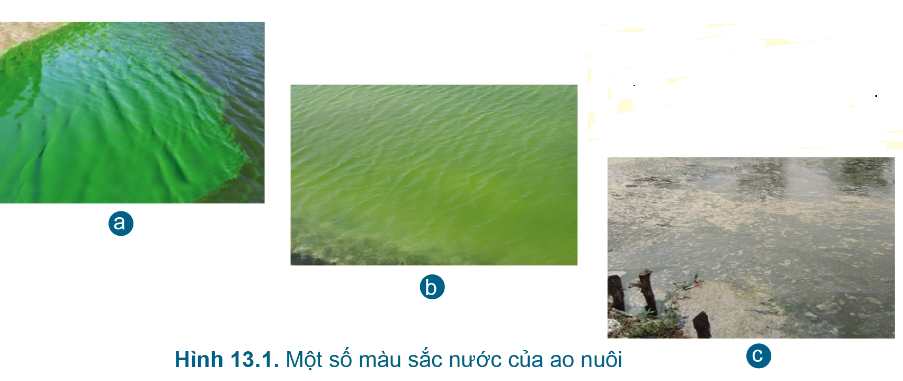 a
b
c
Hình 13.1. Một số màu sắc nước của ao nuôi